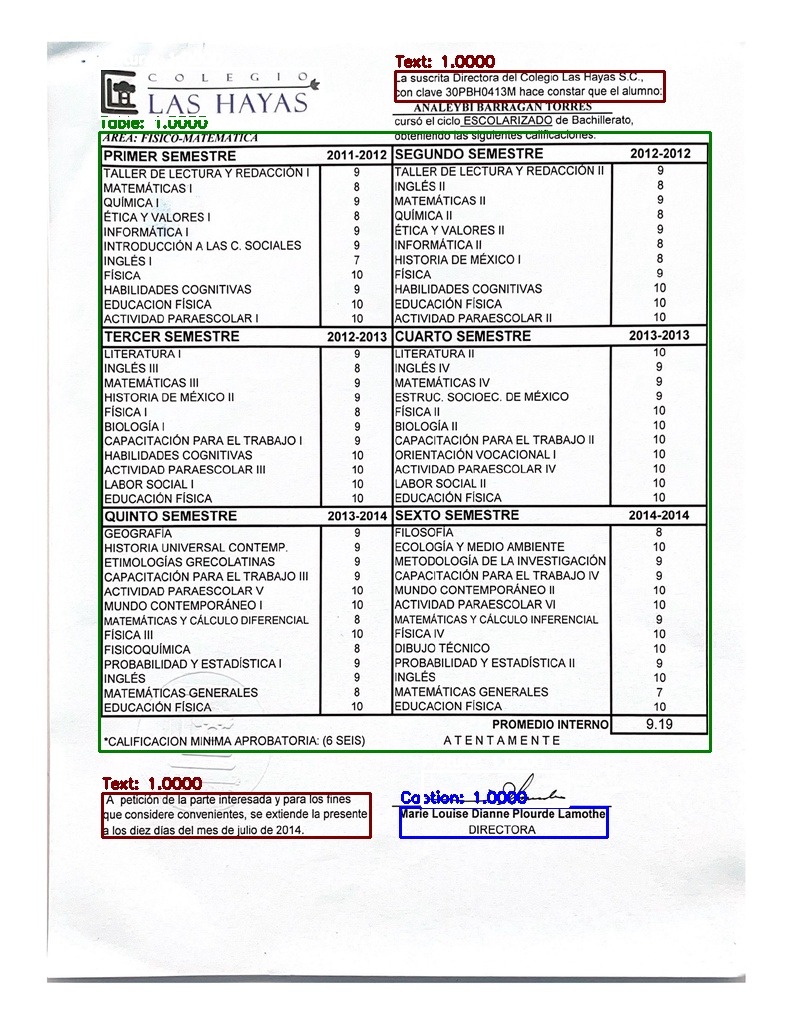 Text: 1.0000
COLEGIO
LAS HAYAS
La suscrita Directora del Colegio Las Hayas S.C.,
con clave 30PBH0413M hace constar que el alumno:
ANALEYBI BARRAGAN TORRES
cursó el ciclo ESCOLARIZADO de Bachillerato,
obteniendo las siguientes calificaciones:
Table: 1.0000
AREA: FISICO-MATEMATICA
PRIMER SEMESTRE 2011-2012 SEGUNDO SEMESTRE 2012-2012
TALLER DE LECTURA Y REDACCIÓN I 9 TALLER DE LECTURA Y REDACCIÓN II 9
MATEMÁTICAS I 8 INGLÉS II 8
QUÍMICA I 9 MATEMÁTICAS II 9
ÉTICA Y VALORES I 8 QUÍMICA II 8
INFORMÁTICA I 9 ÉTICA Y VALORES II 9
INTRODUCCIÓN A LAS C. SOCIALES 9 INFORMÁTICA II 8
INGLÉS I 7 HISTORIA DE MÉXICO I 8
FÍSICA 10 FÍSICA 9
HABILIDADES COGNITIVAS 9 HABILIDADES COGNITIVAS 10
EDUCACION FÍSICA 10 EDUCACIÓN FÍSICA 10
ACTIVIDAD PARAESCOLAR I 10 ACTIVIDAD PARAESCOLAR II 10
TERCER SEMESTRE 2012-2013 CUARTO SEMESTRE 2013-2013
LITERATURA I 9 LITERATURA II 10
INGLÉS III 8 INGLÉS IV 9
MATEMÁTICAS III 9 MATEMÁTICAS IV 9
HISTORIA DE MÉXICO II 9 ESTRUC. SOCIOEC. DE MÉXICO 9
FÍSICA I 8 FÍSICA II 10
BIOLOGÍA I 9 BIOLOGÍA II 10
CAPACITACIÓN PARA EL TRABAJO I 9 CAPACITACIÓN PARA EL TRABAJO II 10
HABILIDADES COGNITIVAS 10 ORIENTACIÓN VOCACIONAL I 10
ACTIVIDAD PARAESCOLAR III 10 ACTIVIDAD PARAESCOLAR IV 10
LABOR SOCIAL I 10 LABOR SOCIAL II 10
EDUCACIÓN FÍSICA 10 EDUCACIÓN FÍSICA 10
QUINTO SEMESTRE 2013-2014 SEXTO SEMESTRE 2014-2014
GEOGRAFÍA 9 FILOSOFÍA 8
HISTORIA UNIVERSAL CONTEMP. 9 ECOLOGÍA Y MEDIO AMBIENTE 10
ETIMOLOGÍAS GRECOLATINAS 9 METODOLOGÍA DE LA INVESTIGACIÓN 9
CAPACITACIÓN PARA EL TRABAJO III 9 CAPACITACIÓN PARA EL TRABAJO IV 9
ACTIVIDAD PARAESCOLAR V 10 MUNDO CONTEMPORÁNEO II 10
MUNDO CONTEMPORÁNEO I 10 ACTIVIDAD PARAESCOLAR VI 10
MATEMÁTICAS Y CÁLCULO DIFERENCIAL 8 MATEMÁTICAS Y CÁLCULO INFERENCIAL 9
FÍSICA III 10 FÍSICA IV 10
FISICOQUÍMICA 8 DIBUJO TÉCNICO 10
PROBABILIDAD Y ESTADÍSTICA I 9 PROBABILIDAD Y ESTADÍSTICA II 9
INGLÉS 9 INGLÉS 10
MATEMÁTICAS GENERALES 8 MATEMÁTICAS GENERALES 7
EDUCACIÓN FÍSICA 10 EDUCACIÓN FÍSICA 10
PROMEDIO INTERNO 9.19
*CALIFICACION MINIMA APROBATORIA: (6 SEIS) ATENTAMENTE
Text: 1.0000
A petición de la parte interesada y para los fines
que considere convenientes, se extiende la presente
a los diez días del mes de julio de 2014.
Caption: 1.0000
Marie Louise Dianne Plourde Lamothe
DIRECTORA